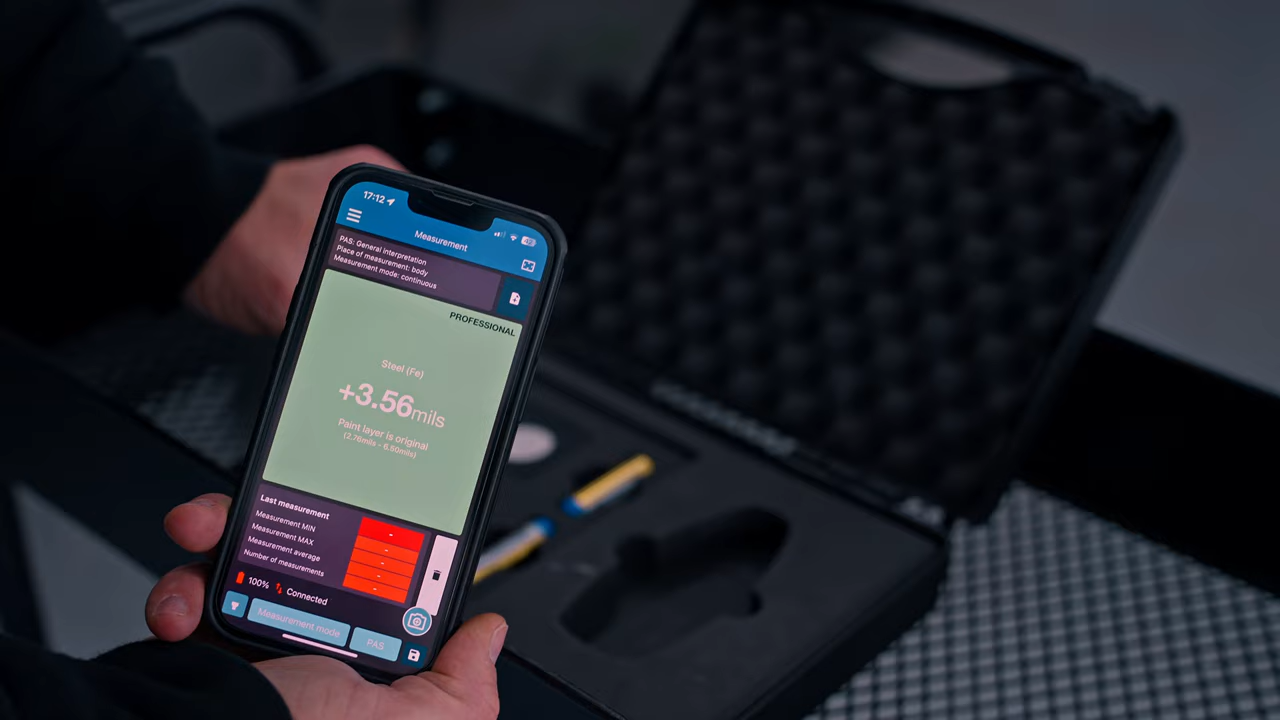 17:12
Measurement
PAS: General interpretation
Place of measurement: body
Measurement mode: continuous
PROFESSIONAL
Steel (Fe)
+3.56mils
Paint layer is original
(2.76mils - 6.50mils)
Last measurement
Measurement MIN -
Measurement MAX -
Measurement average -
Number of measurements -
100% Connected
Measurement mode
PAS